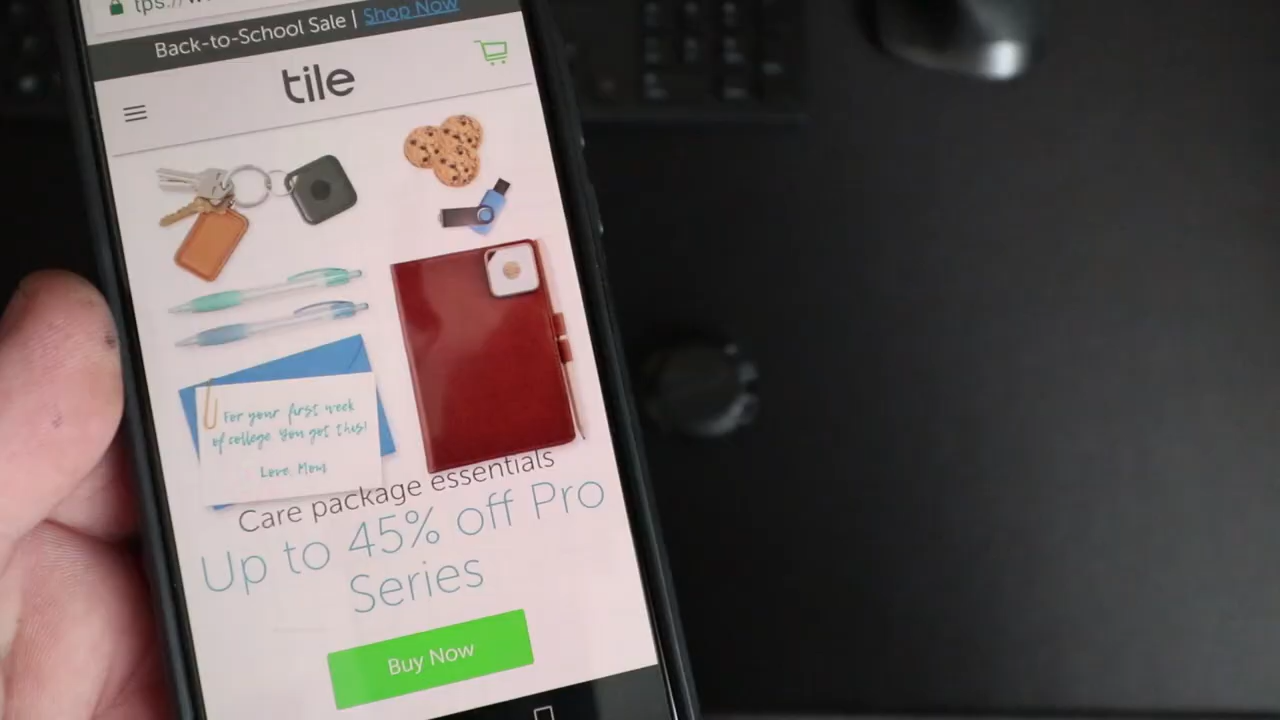 tps://
Back-to-School Sale | Shop Now
tile
For your first week
of college. You got this!
Love, Mom
Care package essentials
Up to 45% off Pro
Series
Buy Now